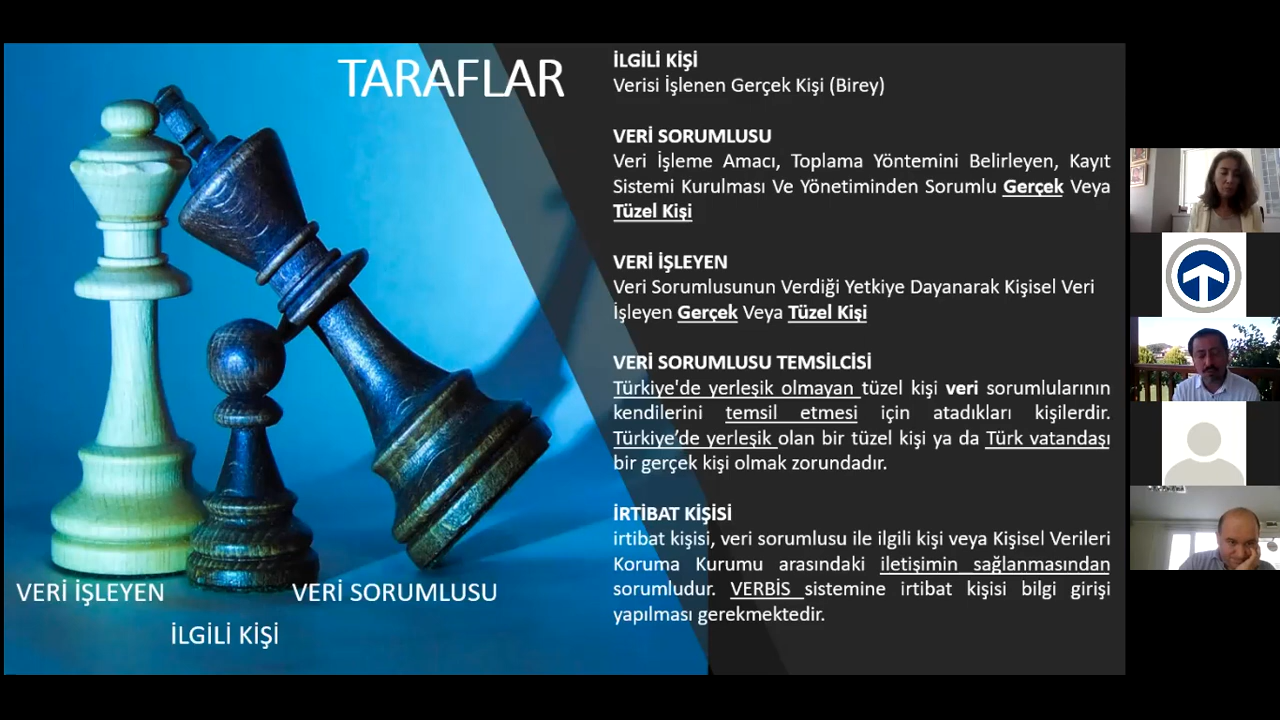 TARAFLAR
VERİ İŞLEYEN
VERİ SORUMLUSU
İLGİLİ KİŞİ
İLGİLİ KİŞİ
Verisi İşlenen Gerçek Kişi (Birey)
VERİ SORUMLUSU
Veri İşleme Amacı, Toplama Yöntemini Belirleyen, Kayıt
Sistemi Kurulması Ve Yönetiminden Sorumlu Gerçek Veya
Tüzel Kişi
VERİ İŞLEYEN
Veri Sorumlusunun Verdiği Yetkiye Dayanarak Kişisel Veri
İşleyen Gerçek Veya Tüzel Kişi
VERİ SORUMLUSU TEMSİLCİSİ
Türkiye'de yerleşik olmayan tüzel kişi veri sorumlularının
kendilerini temsil etmesi için atadıkları kişilerdir.
Türkiye’de yerleşik olan bir tüzel kişi ya da Türk vatandaşı
bir gerçek kişi olmak zorundadır.
İRTİBAT KİŞİSİ
irtibat kişisi, veri sorumlusu ile ilgili kişi veya Kişisel Verileri
Koruma Kurumu arasındaki iletişimin sağlanmasından
sorumludur. VERBİS sistemine irtibat kişisi bilgi girişi
yapılması gerekmektedir.